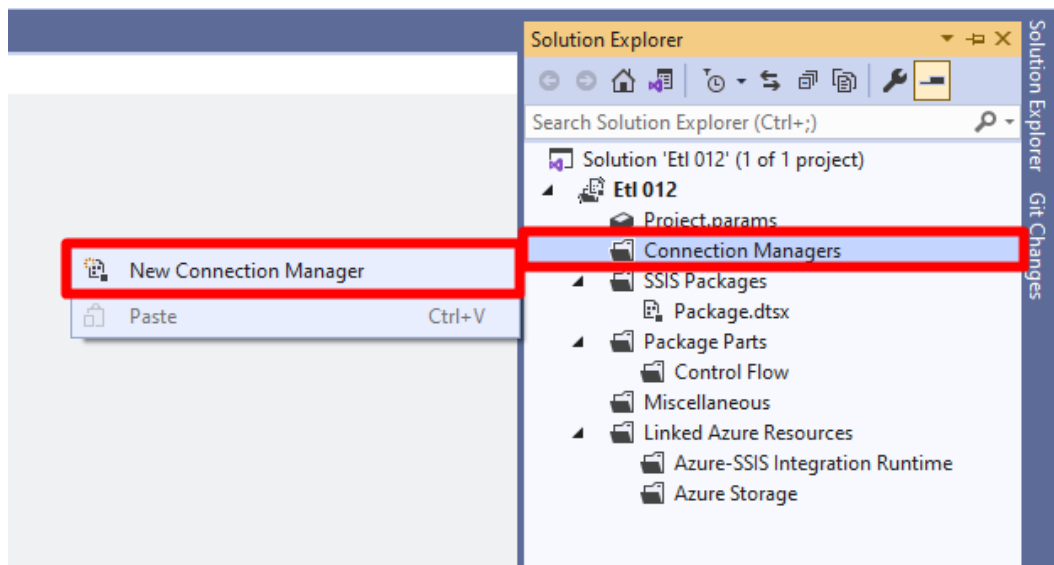 Solution Explorer
Search Solution Explorer (Ctrl+;)
Solution 'Etl 012' (1 of 1 project)
Etl 012
Project.params
Connection Managers
SSIS Packages
Package.dtsx
Package Parts
Control Flow
Miscellaneous
Linked Azure Resources
Azure-SSIS Integration Runtime
Azure Storage
New Connection Manager
Paste Ctrl+V
Solution Explorer
Git Changes